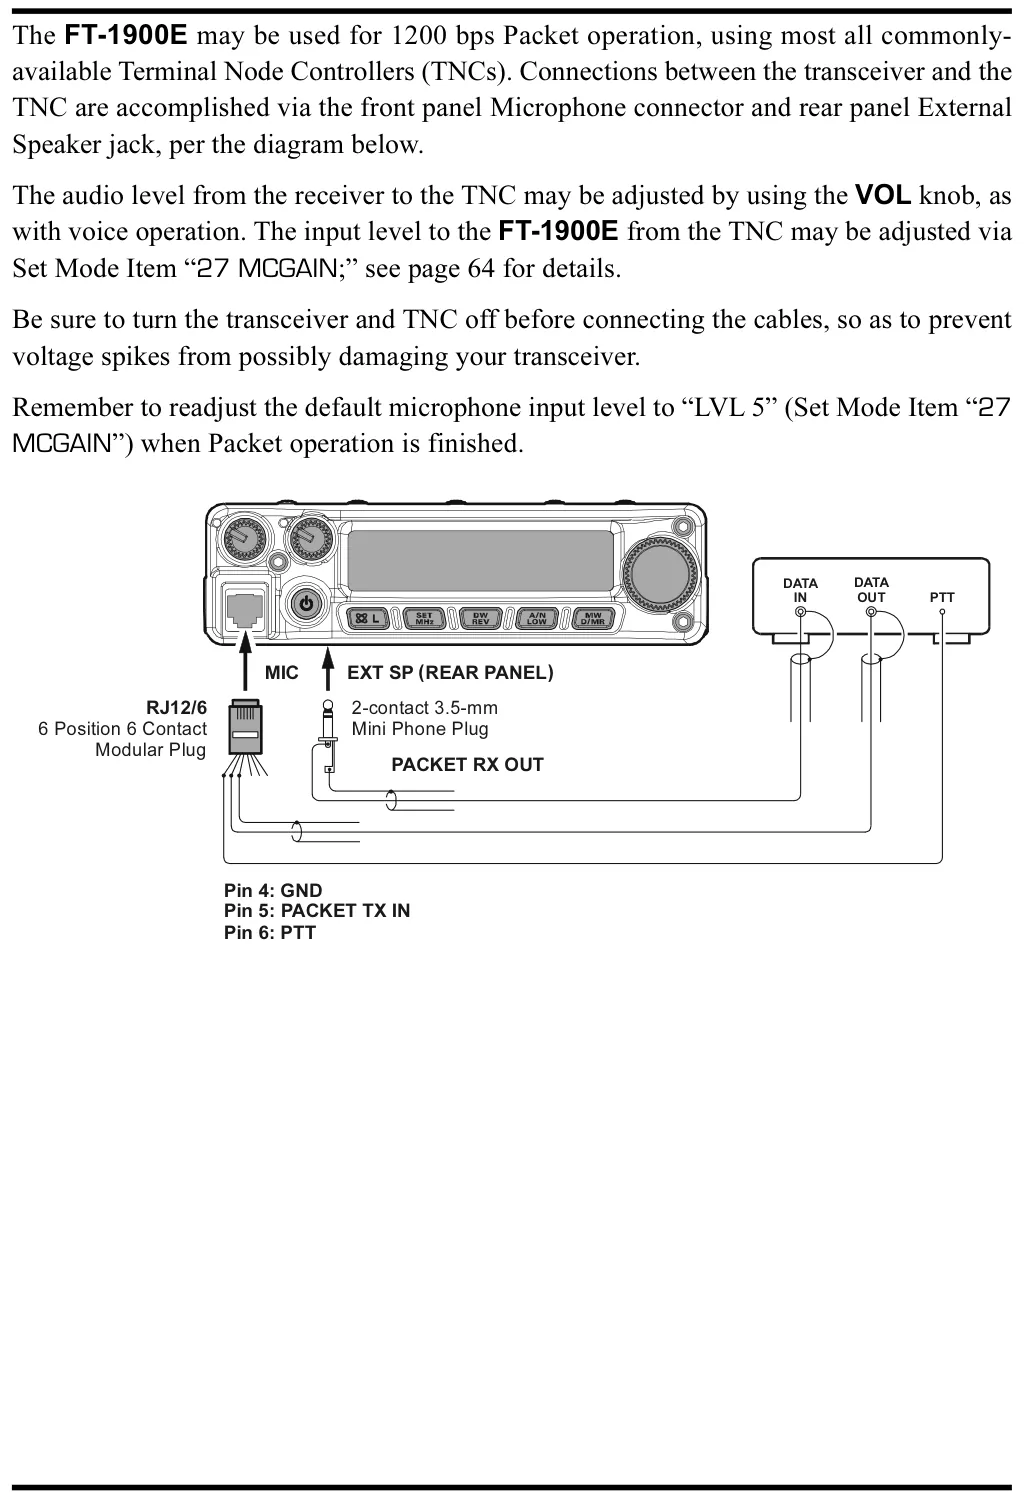 The FT-1900E may be used for 1200 bps Packet operation, using most all commonly-
available Terminal Node Controllers (TNCs). Connections between the transceiver and the
TNC are accomplished via the front panel Microphone connector and rear panel External
Speaker jack, per the diagram below.
The audio level from the receiver to the TNC may be adjusted by using the VOL knob, as
with voice operation. The input level to the FT-1900E from the TNC may be adjusted via
Set Mode Item “27 MCGAIN;” see page 64 for details.
Be sure to turn the transceiver and TNC off before connecting the cables, so as to prevent
voltage spikes from possibly damaging your transceiver.
Remember to readjust the default microphone input level to “LVL 5” (Set Mode Item “27
MCGAIN”) when Packet operation is finished.
L
SET
MHz
BW
REV
A/N
LOW
MW
D/MR
DATA
IN
DATA
OUT
PTT
MIC
EXT SP (REAR PANEL)
RJ12/6
6 Position 6 Contact
Modular Plug
2-contact 3.5-mm
Mini Phone Plug
PACKET RX OUT
Pin 4: GND
Pin 5: PACKET TX IN
Pin 6: PTT